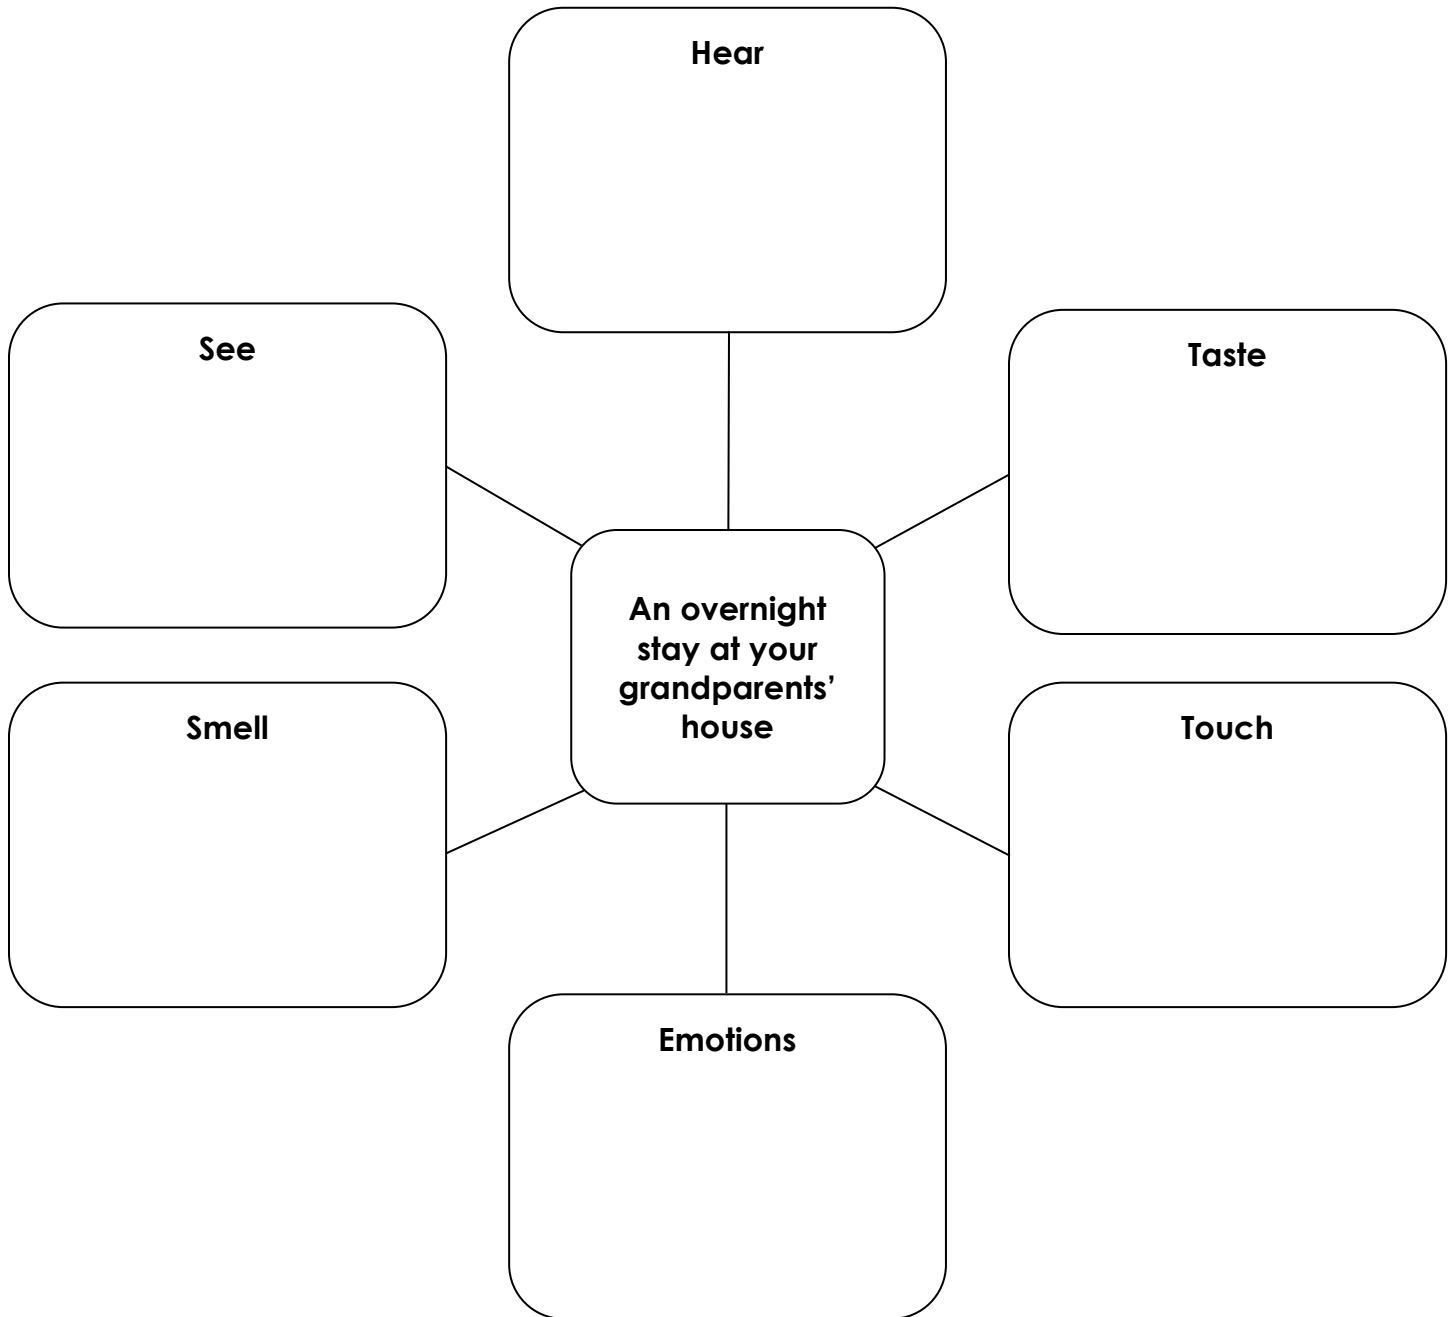 Hear
See
Taste
An overnight
stay at your
grandparents’
house
Smell
Touch
Emotions